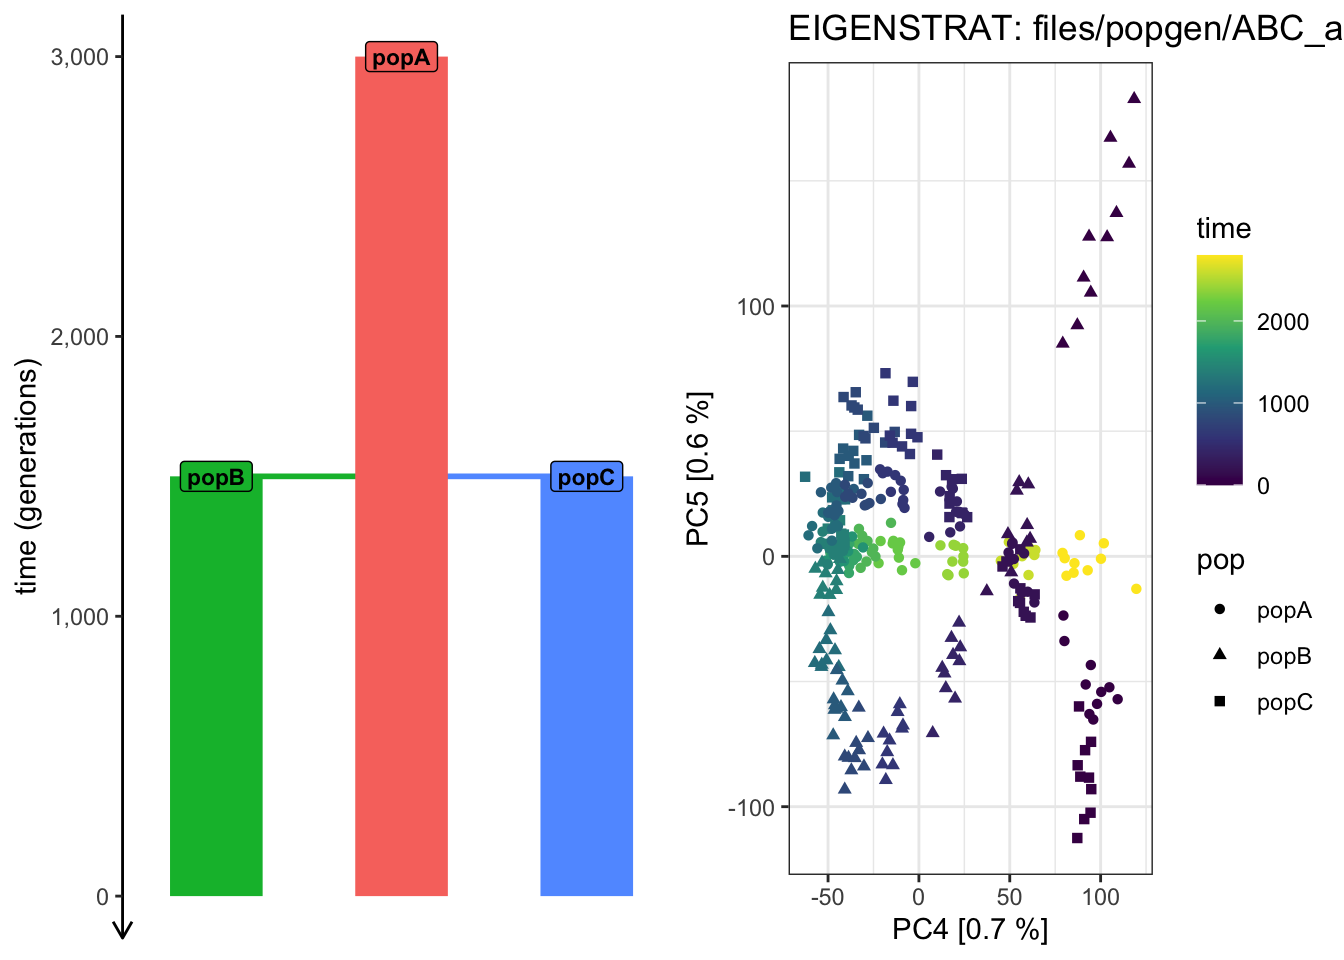 3,000
2,000
1,000
0
time (generations)
popA
popB
popC
EIGENSTRAT: files/popgen/ABC_a
100
0
-100
PC5 [0.6 %]
-50
0
50
100
PC4 [0.7 %]
time
2000
1000
0
pop
popA
popB
popC